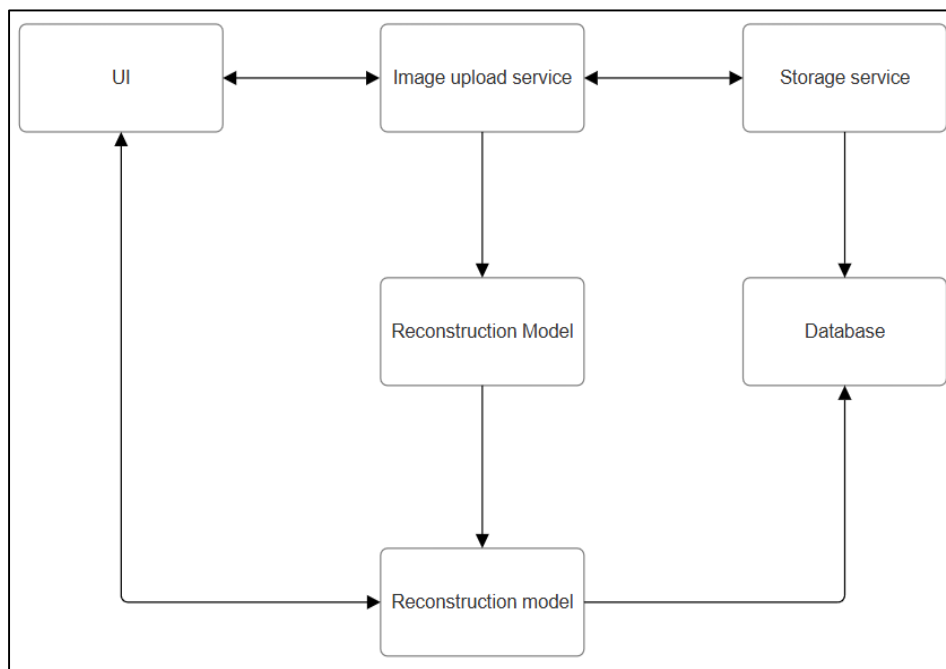 UI
Image upload service
Storage service
Reconstruction Model
Database
Reconstruction model